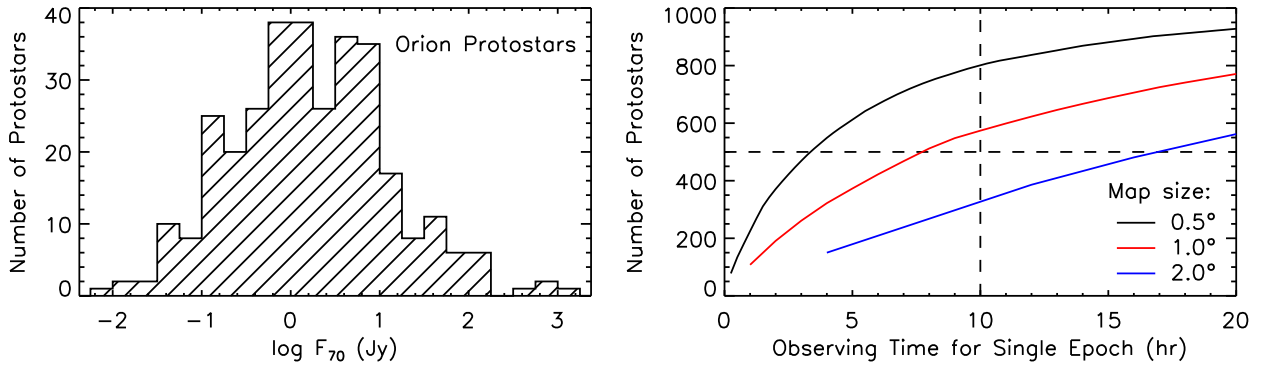 Number of Protostars
40
30
20
10
0
Orion Protostars
−2 −1 0 1 2 3
log F₇₀ (Jy)
Number of Protostars
1000
800
600
400
200
0
Map size:
0.5°
1.0°
2.0°
0 5 10 15 20
Observing Time for Single Epoch (hr)